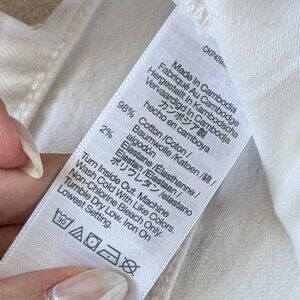 Made In Cambodia
Fabriqué Au Cambodge
Hergestellt In Kambodscha
Vervaardigd In Cambodja
カンボジア製
hecho en camboya
98% Cotton/Coton/
Baumwolle/Katoen/綿/
algodón
2% Elastane/Elasthanne/
Elastan/Elastaan/
ポリウレタン/elastano
Turn Inside Out. Machine
Wash Cold With Like Colors.
Non-Chlorine Bleach Only.
Tumble Dry Low. Iron On
Lowest Setting.
30